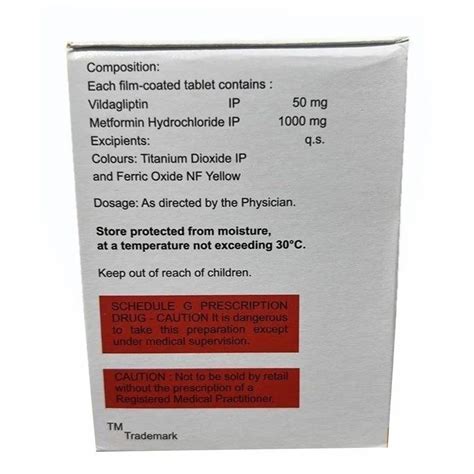 Composition:
Each film-coated tablet contains :
Vildagliptin IP 50 mg
Metformin Hydrochloride IP 1000 mg
Excipients: q.s.
Colours: Titanium Dioxide IP
and Ferric Oxide NF Yellow
Dosage: As directed by the Physician.
Store protected from moisture,
at a temperature not exceeding 30°C.
Keep out of reach of children.
SCHEDULE G PRESCRIPTION
DRUG - CAUTION It is dangerous
to take this preparation except
under medical supervision.
CAUTION : Not to be sold by retail
without the prescription of a
Registered Medical Practitioner.
TM Trademark